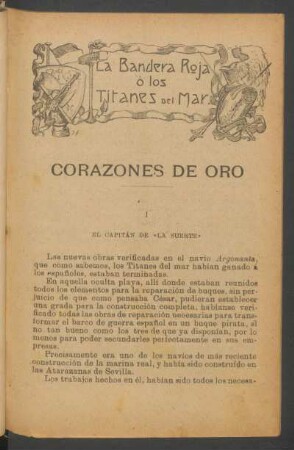 La Bandera Roja
ó los
Titanes del Mar.
CORAZONES DE ORO
I
EL CAPITÁN DE «LA SUERTE»
Las nuevas obras verificadas en el navío Argonauta,
que como sabemos, los Titanes del mar habían ganado á
los españoles, estaban terminadas.
En aquella oculta playa, allí donde estaban reunidos
todos los elementos para la reparación de buques, sin per-
juicio de que como pensaba César, pudieran establecer
una grada para la construcción completa, habíanse verifi-
cado todas las obras de reparación necesarias para trans-
formar el barco de guerra español en un buque pirata, si
no tan bueno como los tres de que ya disponían, por lo
menos para poder secundarles perfectamente en sus em-
presas.
Precisamente era uno de los navíos de más reciente
construcción de la marina real, y había sido construído en
las Atarazanas de Sevilla.
Los trabajos hechos en él, habían sido todos los necesa-